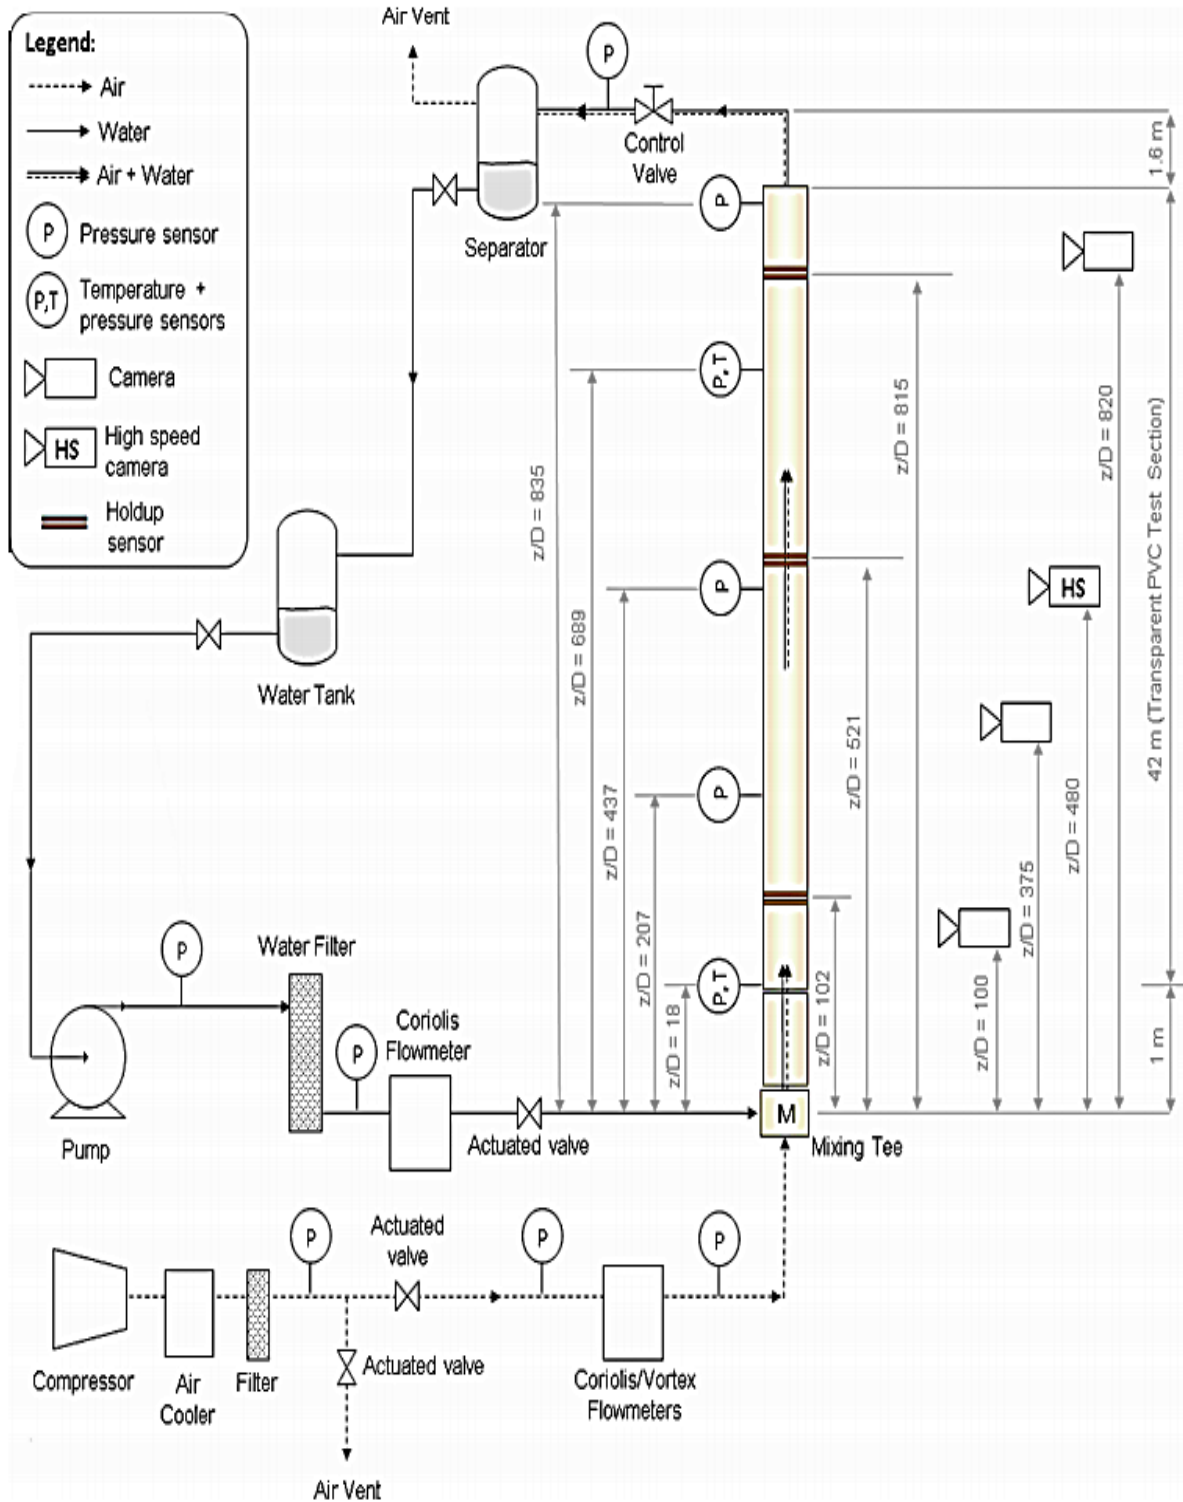 Legend:
Air
Water
Air + Water
P
Pressure sensor
P,T
Temperature +
pressure sensors
Camera
HS
High speed
camera
Holdup
sensor
Air Vent
P
Control
Valve
Separator
1.6 m
P
P,T
P
P
P,T
z/D = 835
z/D = 689
z/D = 437
z/D = 207
z/D = 18
z/D = 102
z/D = 521
z/D = 815
z/D = 100
z/D = 375
z/D = 480
z/D = 820
HS
42 m (Transparent PVC Test Section)
1 m
Water Tank
P
Water Filter
Pump
P
Coriolis
Flowmeter
Actuated valve
M
Mixing Tee
Compressor
Air
Cooler
Filter
P
Actuated
valve
Actuated valve
Air Vent
P
Coriolis/Vortex
Flowmeters
P